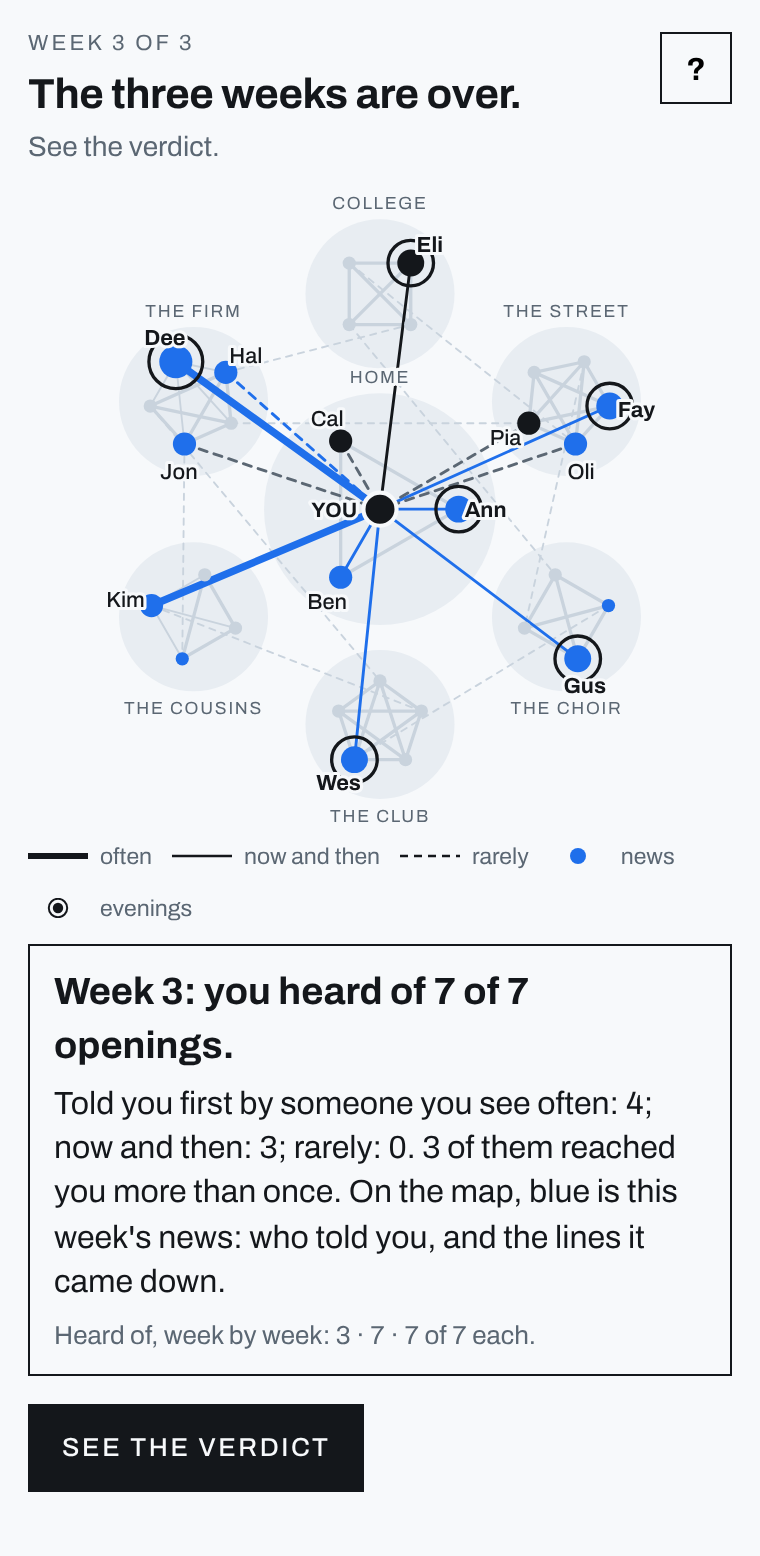 WEEK 3 OF 3
?
The three weeks are over.
See the verdict.
COLLEGE
Eli
THE FIRM
THE STREET
Dee
Hal
HOME
Cal
Fay
Pia
Jon
Oli
YOU
Ann
Kim
Ben
Gus
THE COUSINS
THE CHOIR
Wes
THE CLUB
often
now and then
rarely
news
evenings
Week 3: you heard of 7 of 7
openings.
Told you first by someone you see often: 4;
now and then: 3; rarely: 0. 3 of them reached
you more than once. On the map, blue is this
week's news: who told you, and the lines it
came down.
Heard of, week by week: 3 · 7 · 7 of 7 each.
SEE THE VERDICT